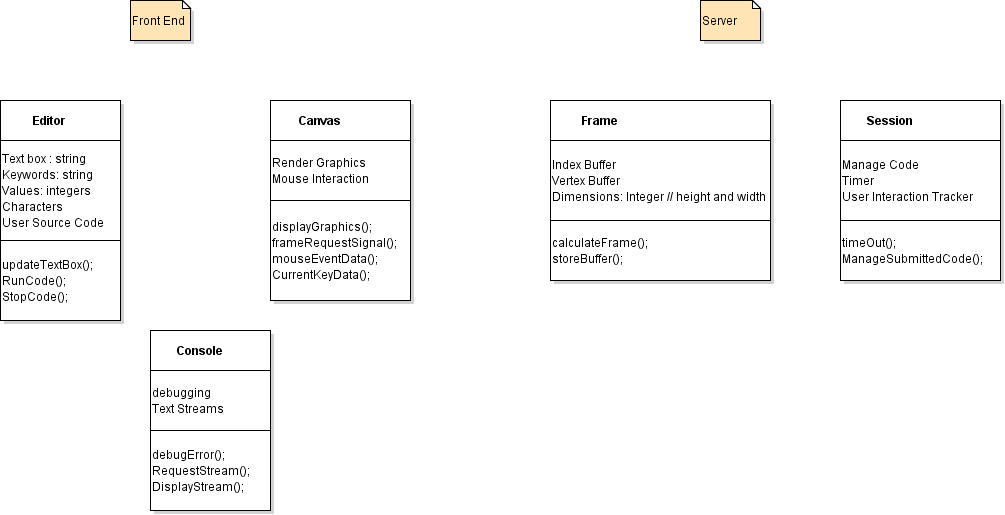 Front End
Server
Editor
Text box : string
Keywords: string
Values: integers
Characters
User Source Code
updateTextBox();
RunCode();
StopCode();
Canvas
Render Graphics
Mouse Interaction
displayGraphics();
frameRequestSignal();
mouseEventData();
CurrentKeyData();
Frame
Index Buffer
Vertex Buffer
Dimensions: Integer // height and width
calculateFrame();
storeBuffer();
Session
Manage Code
Timer
User Interaction Tracker
timeOut();
ManageSubmittedCode();
Console
debugging
Text Streams
debugError();
RequestStream();
DisplayStream();